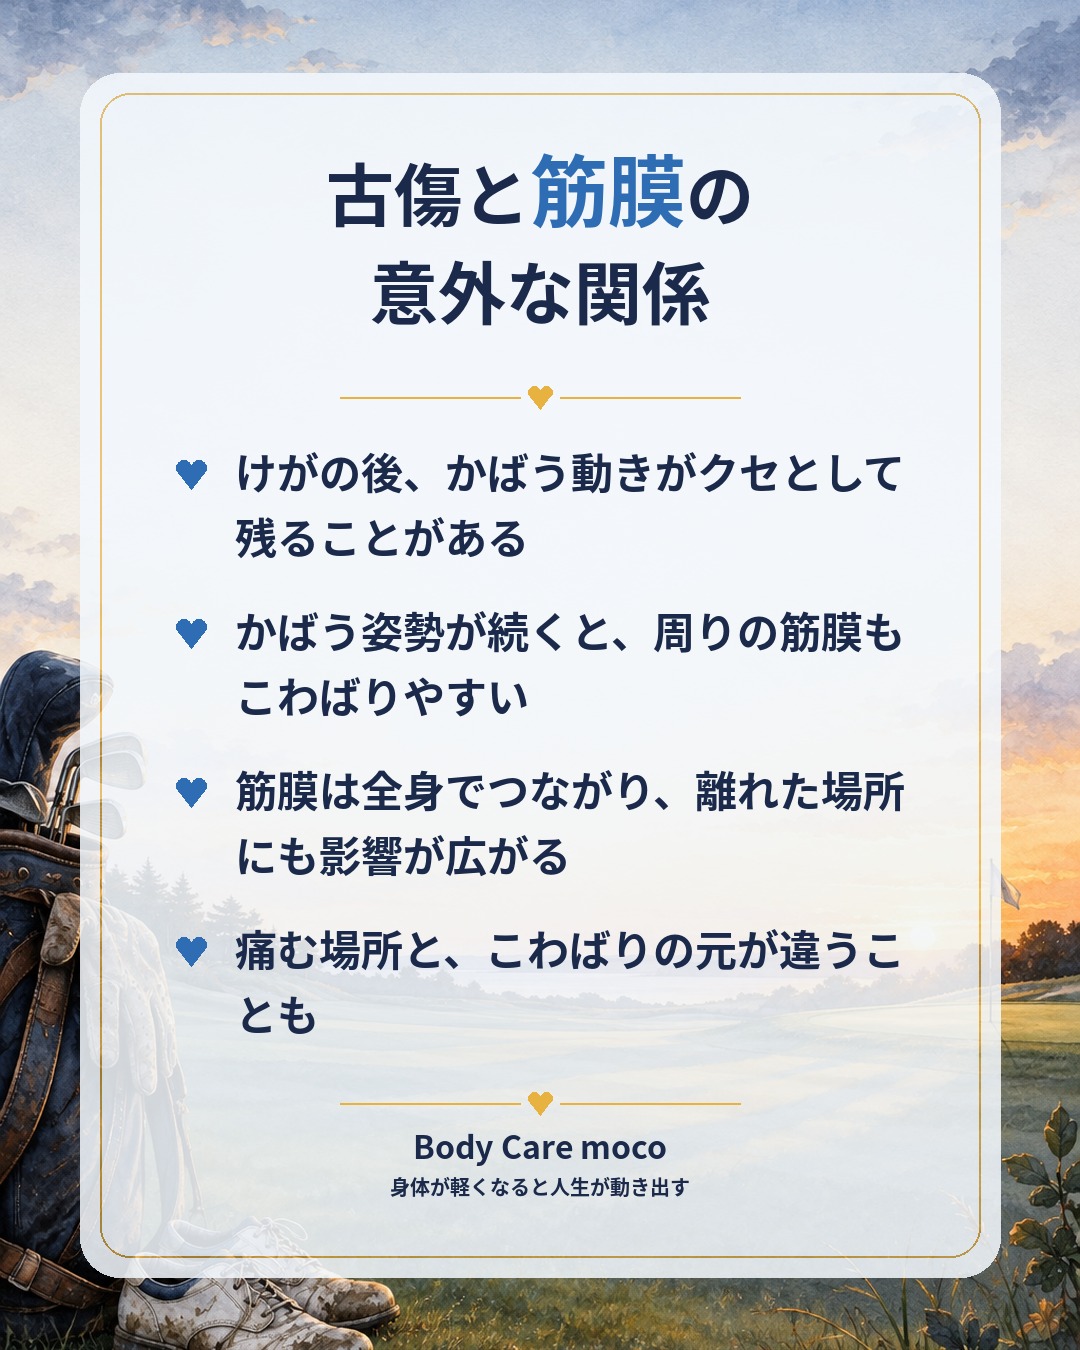 古傷と筋膜の
意外な関係
けがの後、かばう動きがクセとして
残ることがある
かばう姿勢が続くと、周りの筋膜も
こわばりやすい
筋膜は全身でつながり、離れた場所
にも影響が広がる
痛む場所と、こわばりの元が違うこ
とも
Body Care moco
身体が軽くなると人生が動き出す